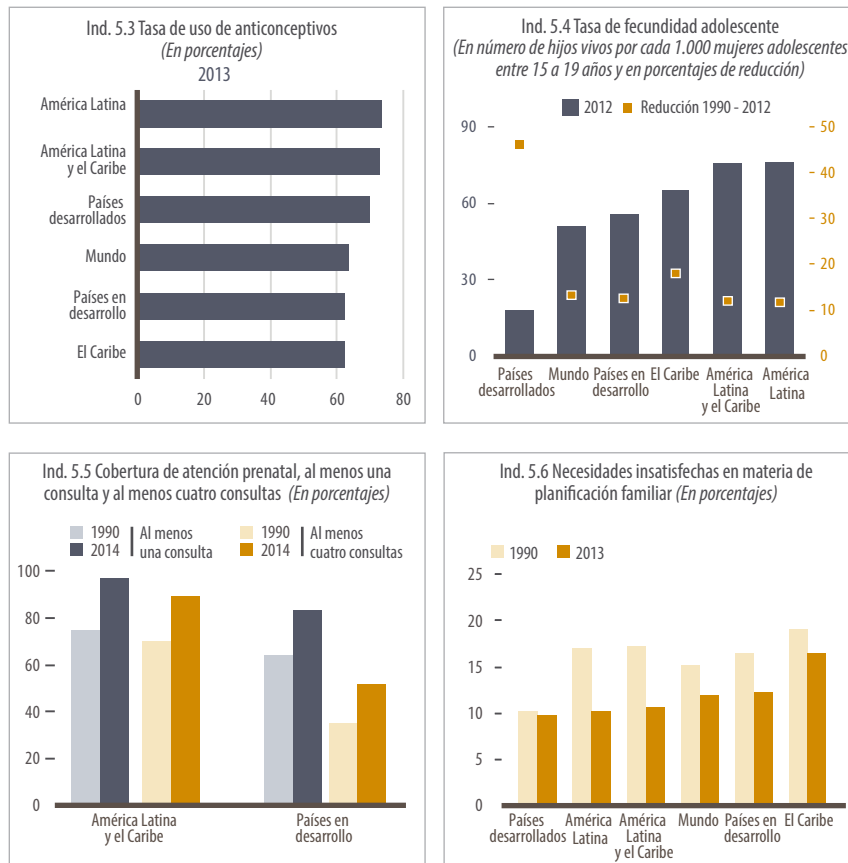 Ind. 5.3 Tasa de uso de anticonceptivos
(En porcentajes)
2013
América Latina
América Latina
y el Caribe
Países
desarrollados
Mundo
Países en
desarrollo
El Caribe
0 20 40 60 80
Ind. 5.4 Tasa de fecundidad adolescente
(En número de hijos vivos por cada 1.000 mujeres adolescentes
entre 15 a 19 años y en porcentajes de reducción)
2012 Reducción 1990 - 2012
90
60
30
0
50
40
30
20
10
0
Países
desarrollados
Mundo
Países en
desarrollo
El Caribe
América
Latina
y el Caribe
América
Latina
Ind. 5.5 Cobertura de atención prenatal, al menos una
consulta y al menos cuatro consultas (En porcentajes)
1990
2014
Al menos
una consulta
1990
2014
Al menos
cuatro consultas
100
80
60
40
20
0
América Latina
y el Caribe
Países en
desarrollo
Ind. 5.6 Necesidades insatisfechas en materia de
planificación familiar (En porcentajes)
1990 2013
25
20
15
10
5
0
Países
desarrollados
América
Latina
América
Latina
y el Caribe
Mundo
Países en
desarrollo
El Caribe